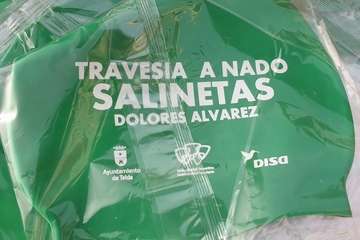 TRAVESIA A NADO
SALINETAS
DOLORES ALVAREZ
Ayuntamiento
de Telde
DISA